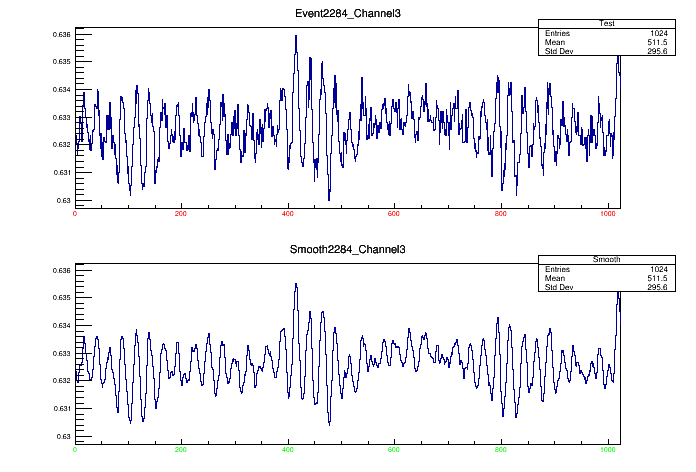 Event2284_Channel3
Test
Entries 1024
Mean 511.5
Std Dev 295.6
0.636
0.635
0.634
0.633
0.632
0.631
0.63
0 200 400 600 800 1000
Smooth2284_Channel3
Smooth
Entries 1024
Mean 511.5
Std Dev 295.6
0.636
0.635
0.634
0.633
0.632
0.631
0.63
0 200 400 600 800 1000